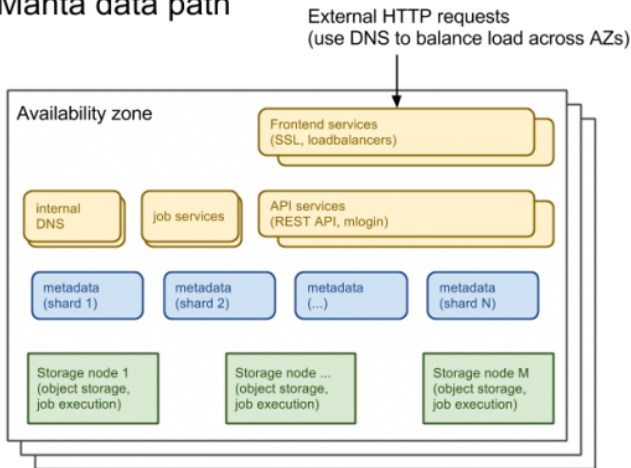 Manta data path
External HTTP requests
(use DNS to balance load across AZs)
Availability zone
Frontend services
(SSL, loadbalancers)
internal
DNS
job services
API services
(REST API, mlogin)
metadata
(shard 1)
metadata
(shard 2)
metadata
(...)
metadata
(shard N)
Storage node 1
(object storage,
job execution)
Storage node ...
(object storage,
job execution)
Storage node M
(object storage,
job execution)